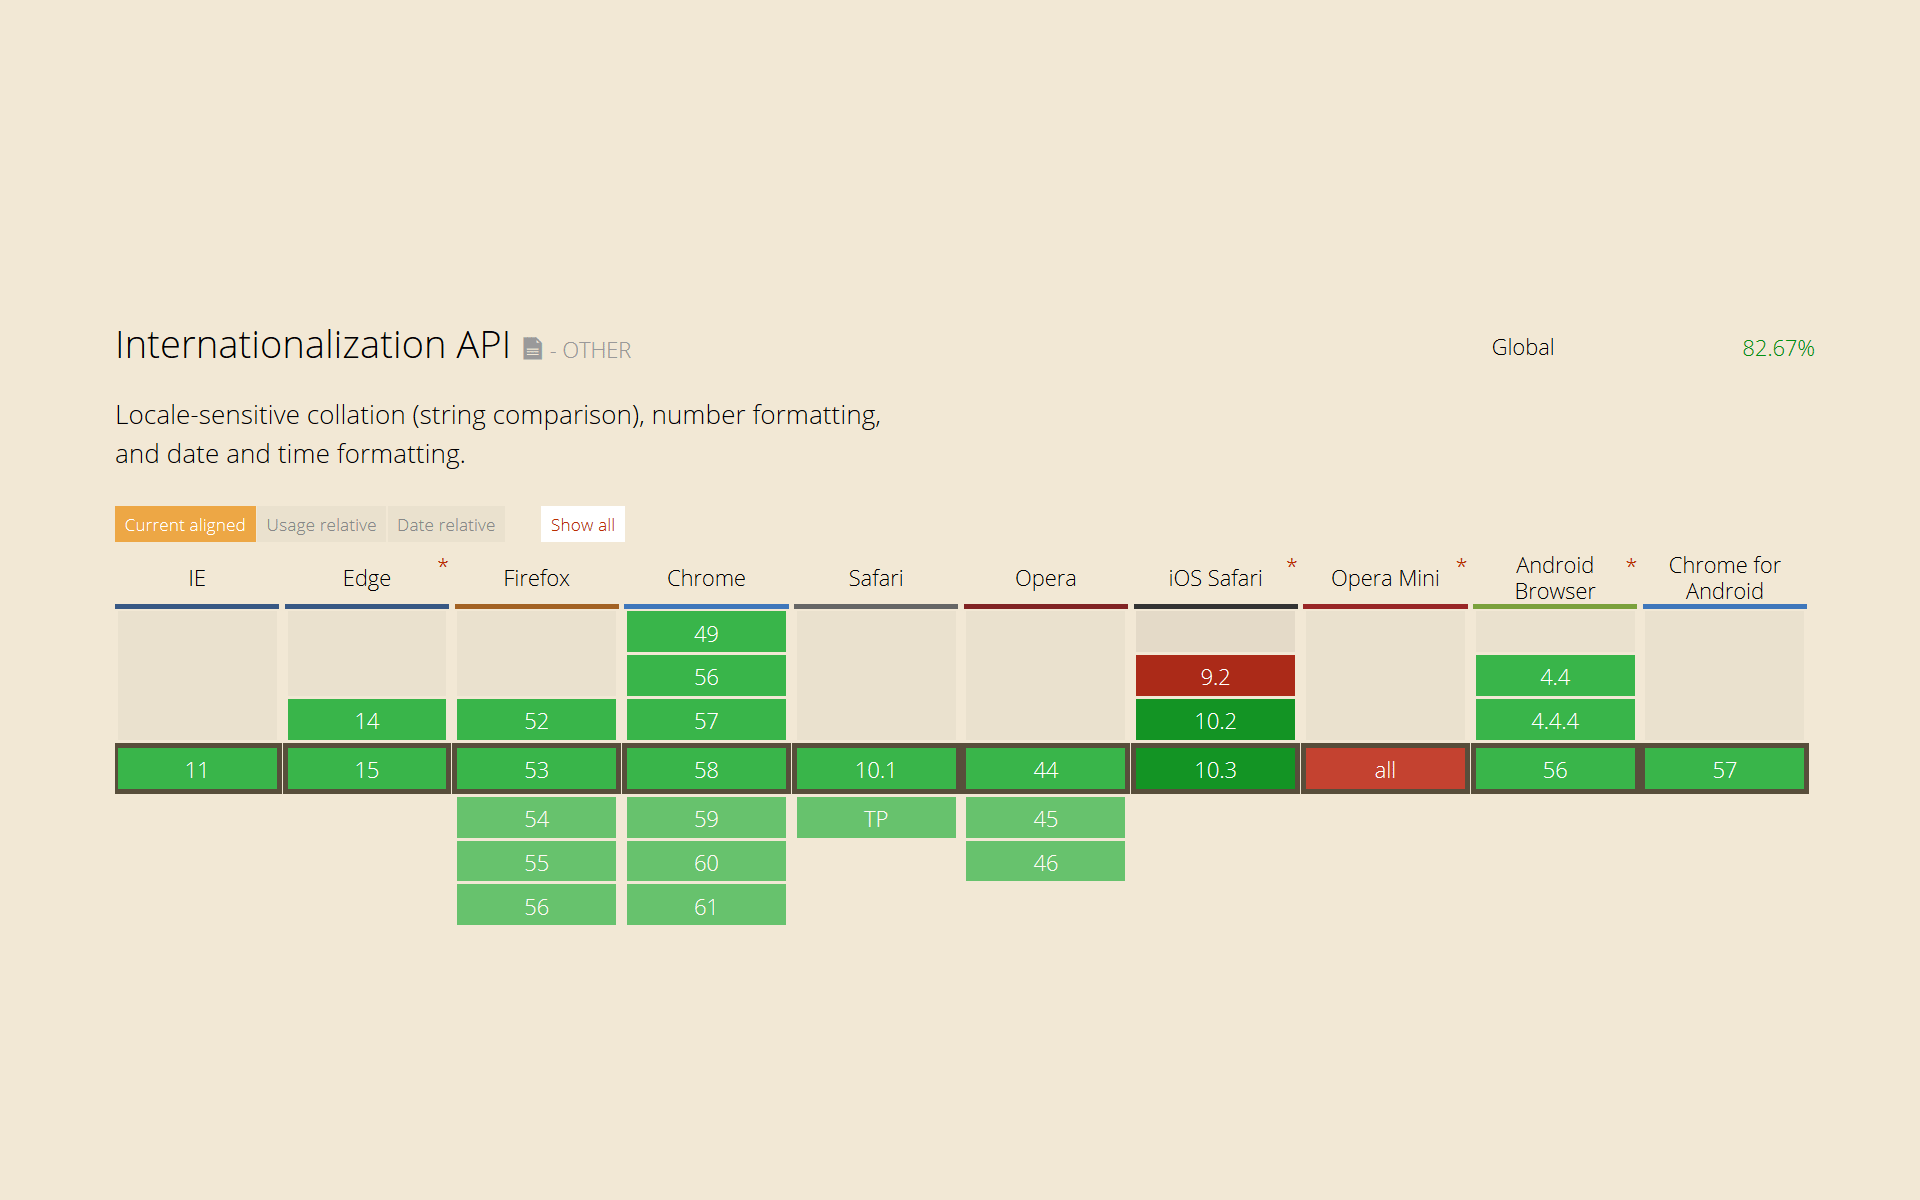 Internationalization API - OTHER
Global 82.67%
Locale-sensitive collation (string comparison), number formatting,
and date and time formatting.
Current aligned Usage relative Date relative Show all
IE Edge * Firefox Chrome Safari Opera iOS Safari * Opera Mini * Android Browser * Chrome for Android
49
56 9.2 4.4
14 52 57 10.2 4.4.4
11 15 53 58 10.1 44 10.3 all 56 57
54 59 TP 45
55 60 46
56 61